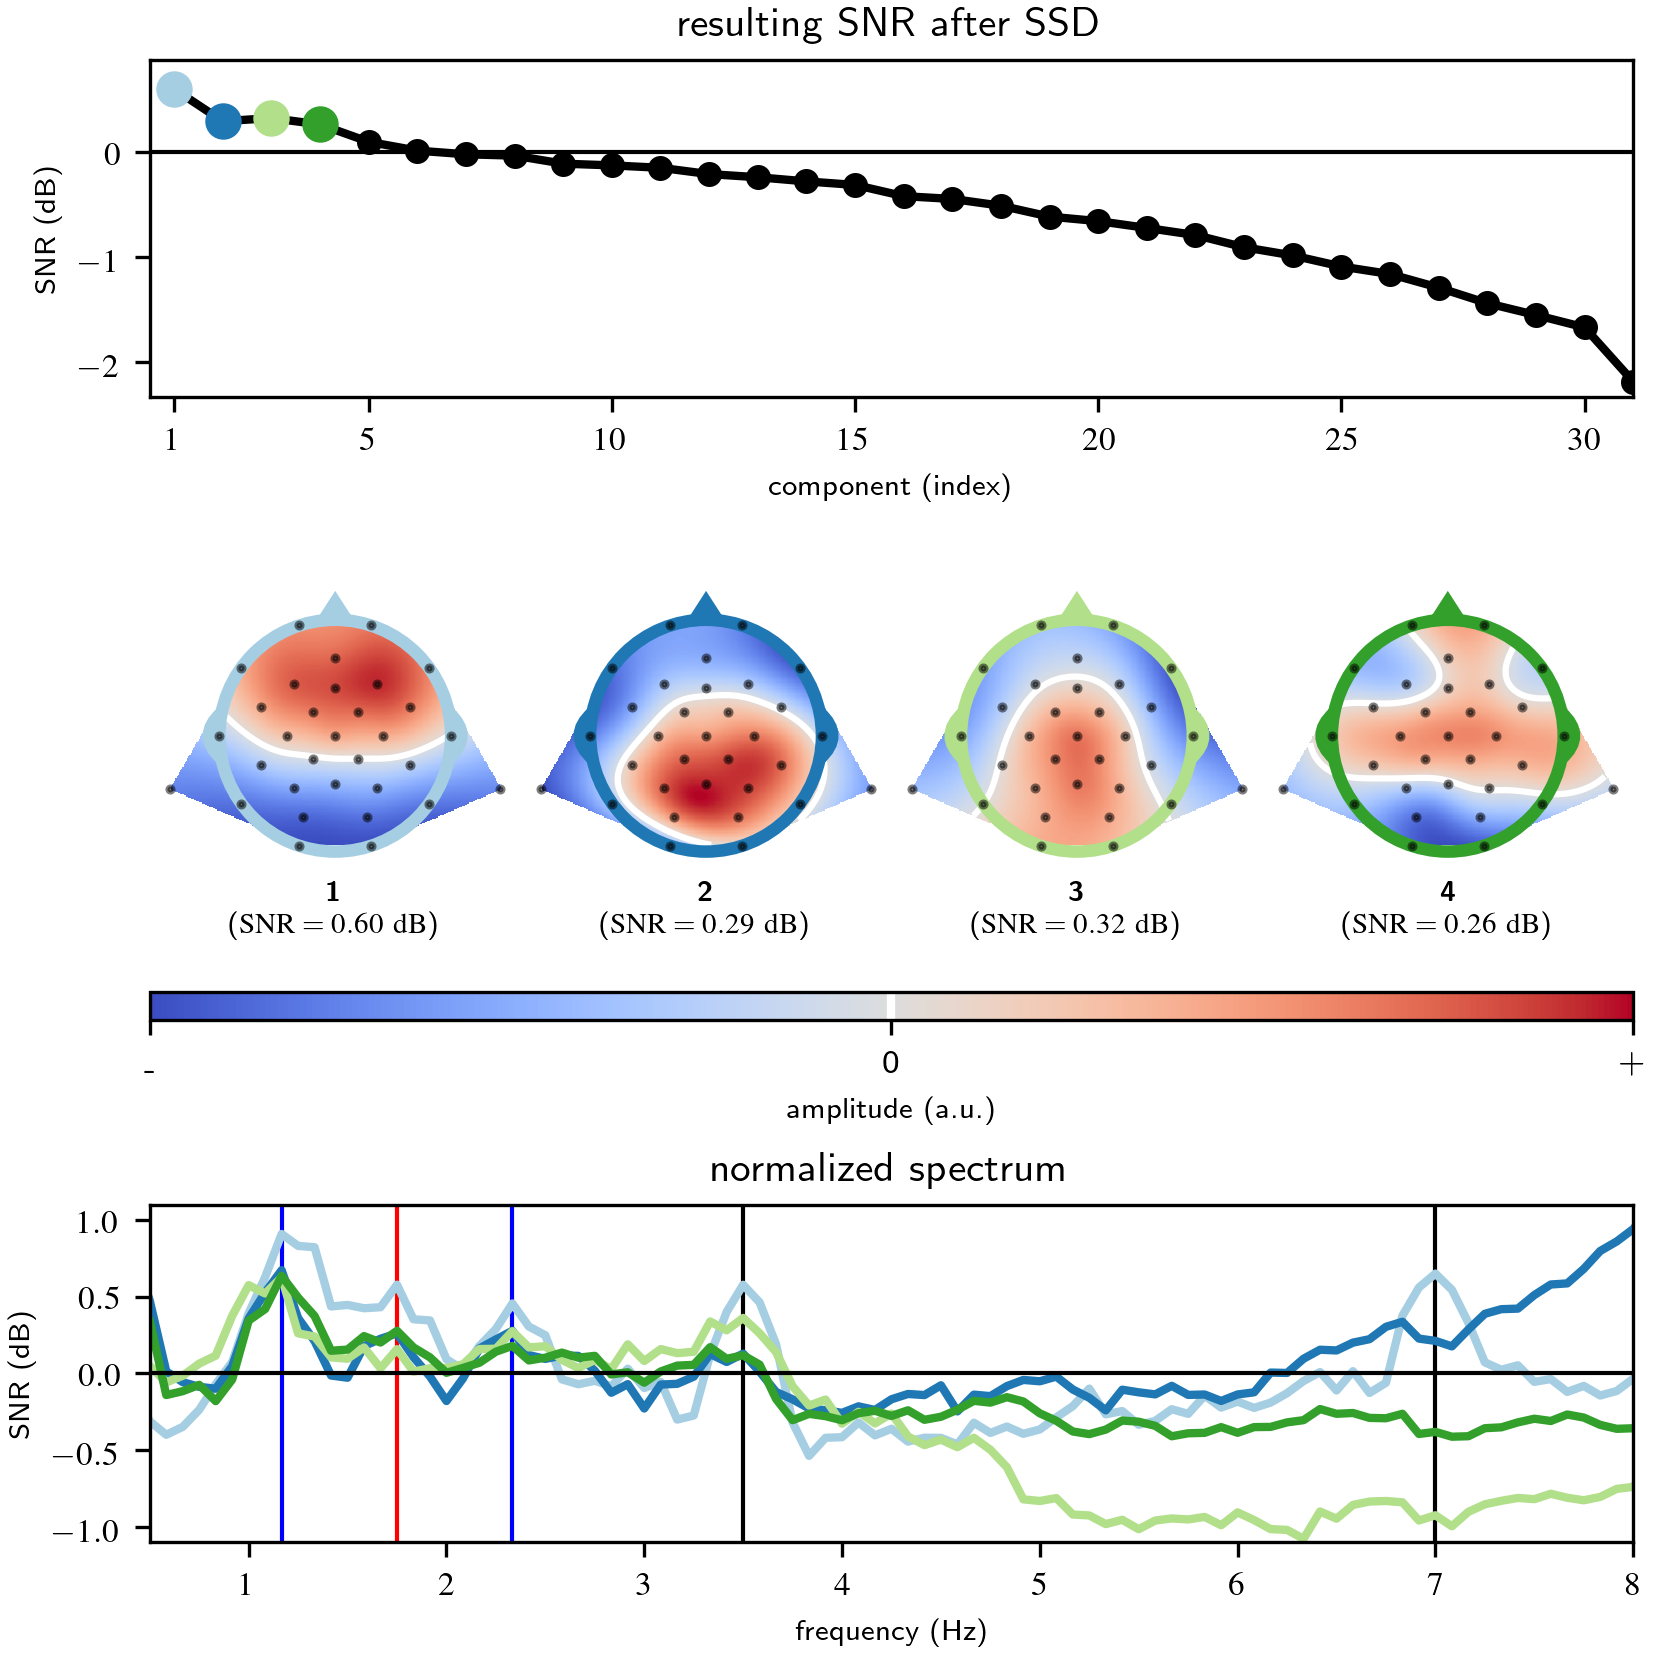 resulting SNR after SSD
0
−1
−2
SNR (dB)
1 5 10 15 20 25 30
component (index)
1 2 3 4
(SNR = 0.60 dB) (SNR = 0.29 dB) (SNR = 0.32 dB) (SNR = 0.26 dB)
- 0 +
amplitude (a.u.)
normalized spectrum
1.0
0.5
0.0
−0.5
−1.0
SNR (dB)
1 2 3 4 5 6 7 8
frequency (Hz)